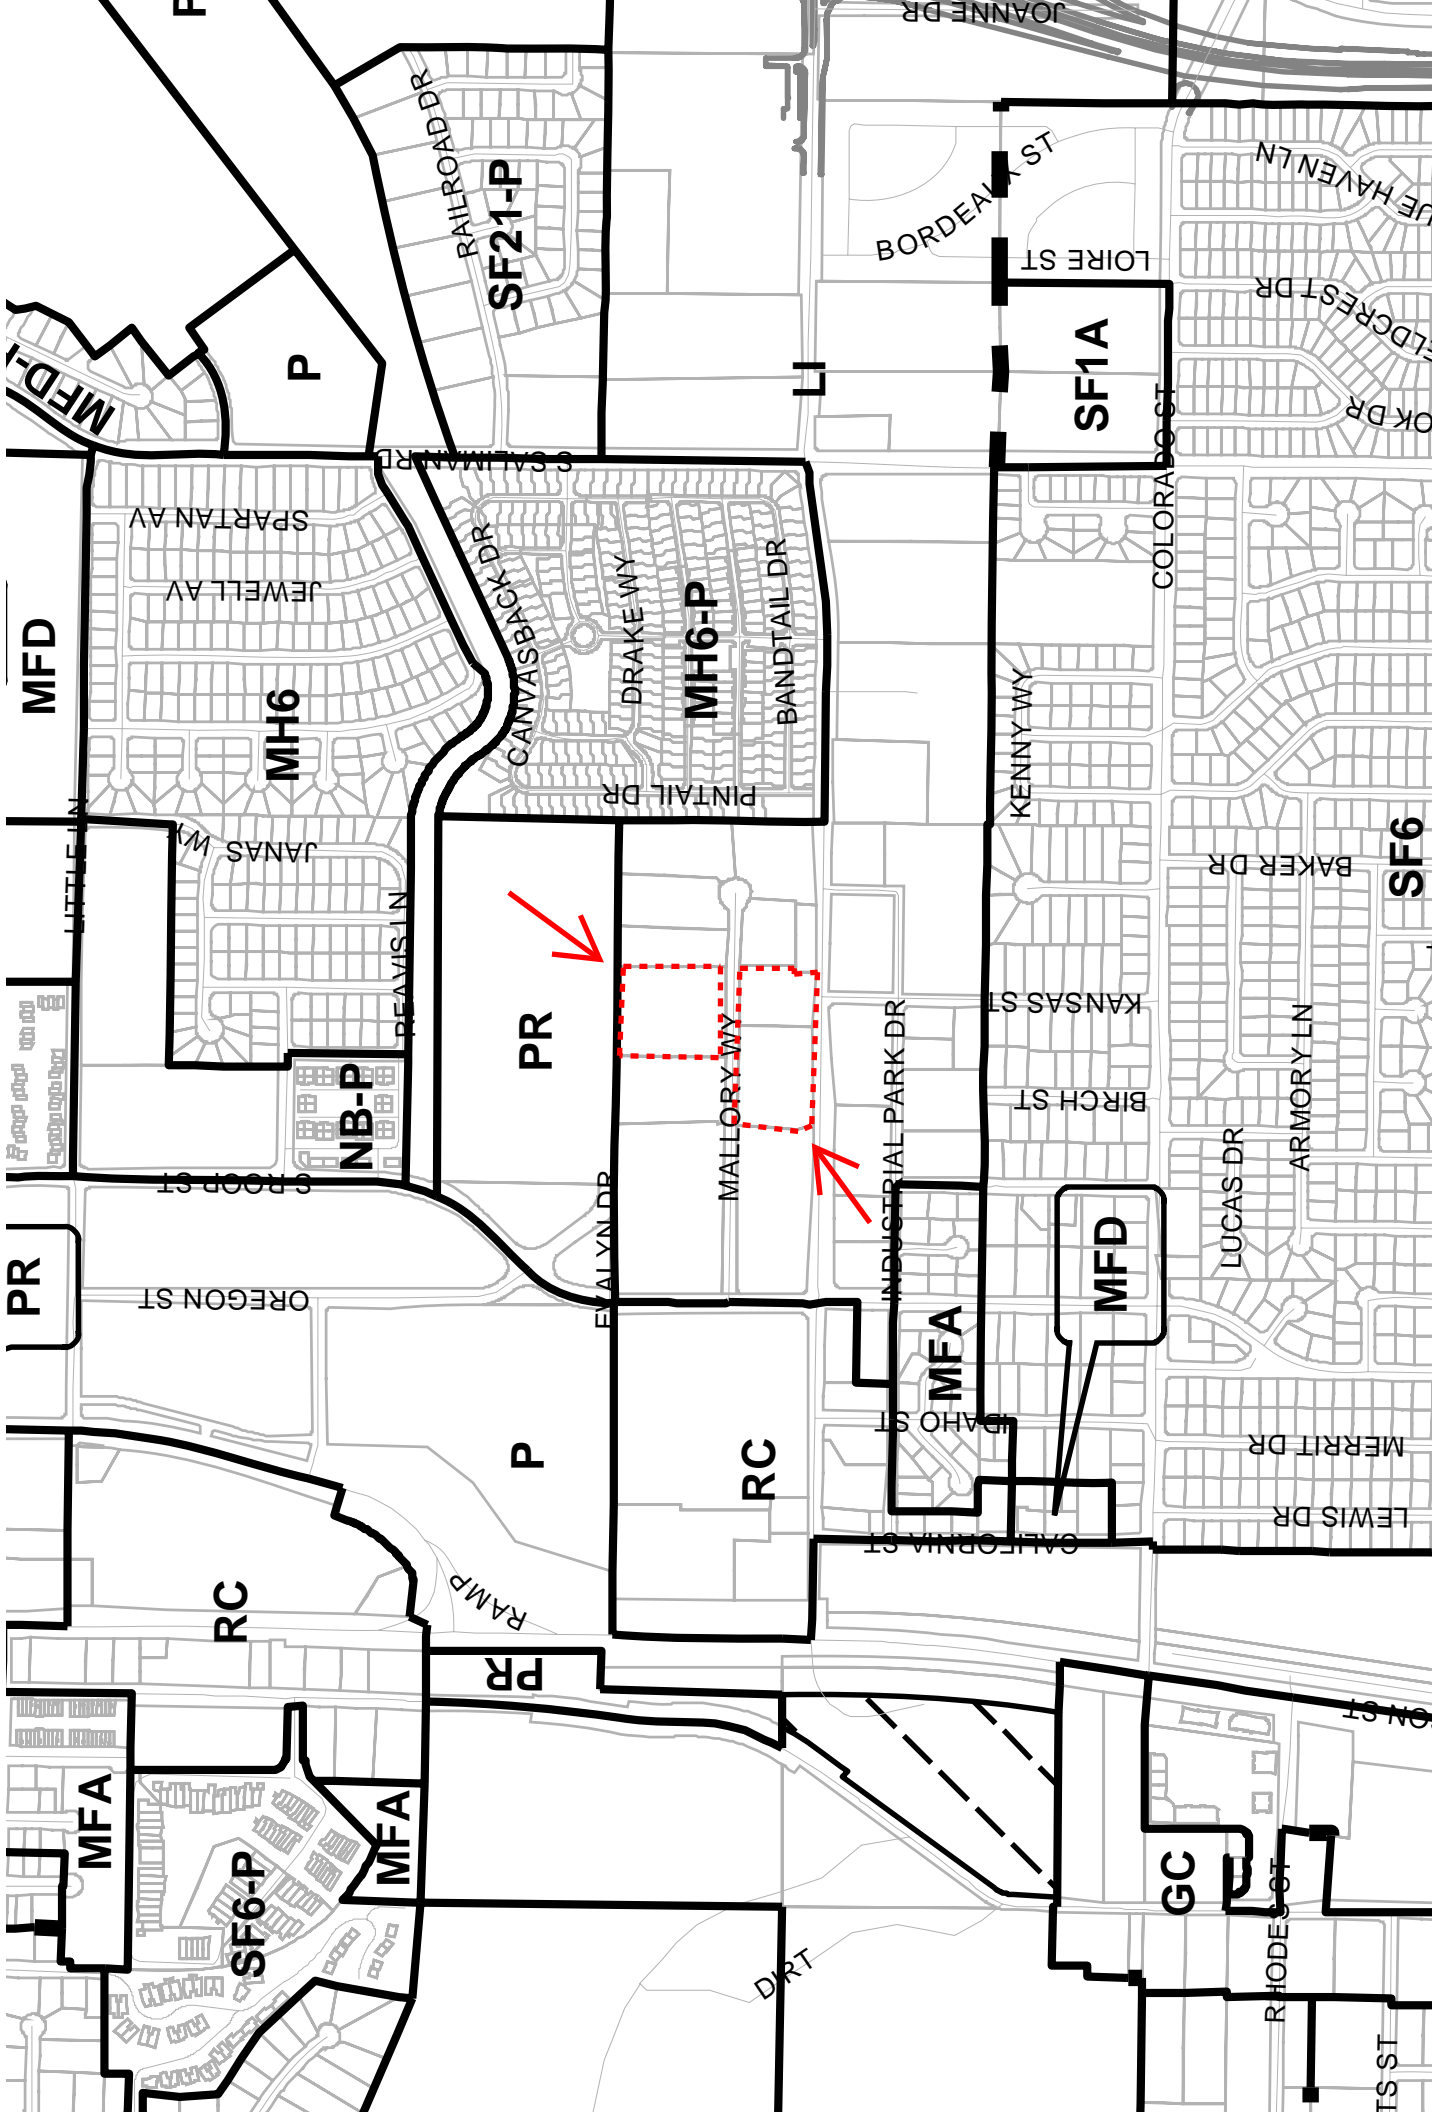 JOANNE DR
RAILROAD DR
SF21-P
BORDEAUX ST
LOIRE ST
P
MFD-
LI
SF1A
S SALIMAN RD
COLORADO ST
SPARTAN AV
JEWELL AV
MFD
MH6
CANVASBACK DR
DRAKE WY
MH6-P
BANDTAIL DR
PINTAIL DR
KENNY WY
LITTLE LN
JANAS WY
REAVIS LN
BAKER DR
SF6
PR
MALLORY WY
KANSAS ST
INDUSTRIAL PARK DR
BIRCH ST
ARMORY LN
LUCAS DR
NB-P
S ROOP ST
EVALYN DR
MFD
PR
OREGON ST
MFA
IDAHO ST
MERRIT DR
LEWIS DR
P
RC
CALIFORNIA ST
RC
RAMP
PR
MFA
MFA
SF6-P
GC
DIRT